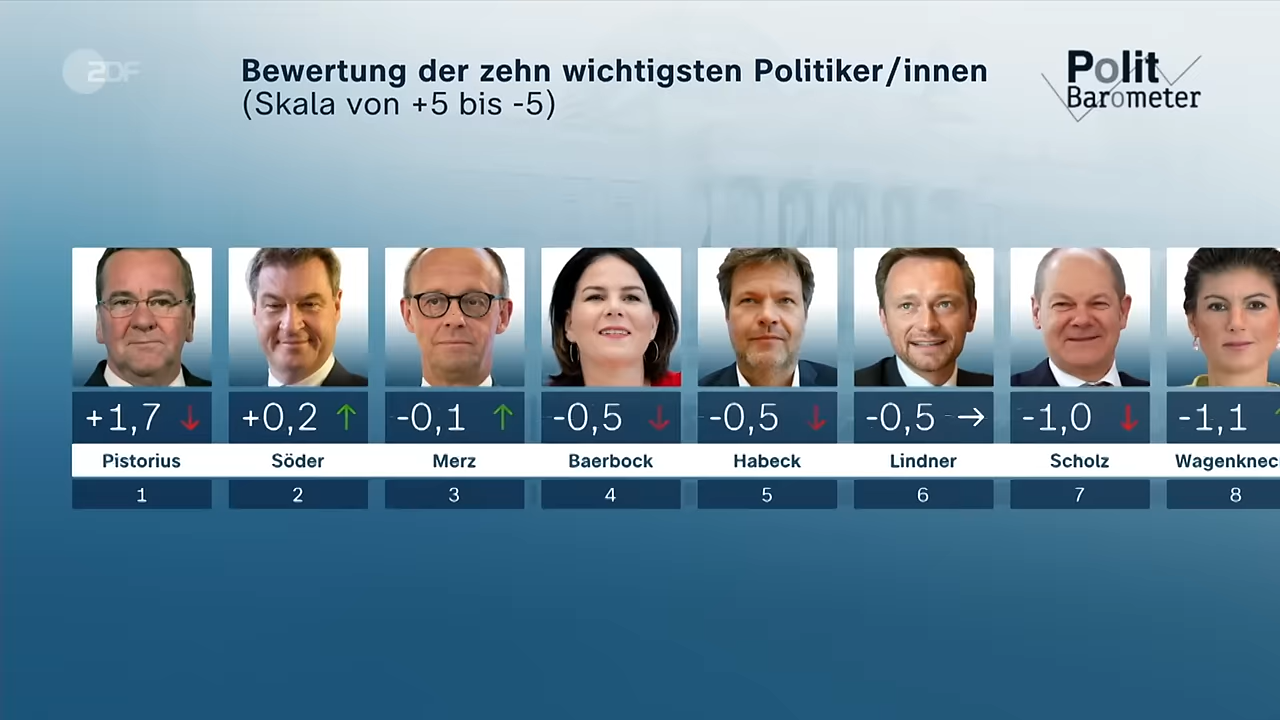 ZDF
Bewertung der zehn wichtigsten Politiker/innen
(Skala von +5 bis -5)
Polit
Barometer
+1,7 ↓ +0,2 ↑ -0,1 ↑ -0,5 ↓ -0,5 ↓ -0,5 → -1,0 ↓ -1,1
Pistorius Söder Merz Baerbock Habeck Lindner Scholz Wagenknec
1 2 3 4 5 6 7 8